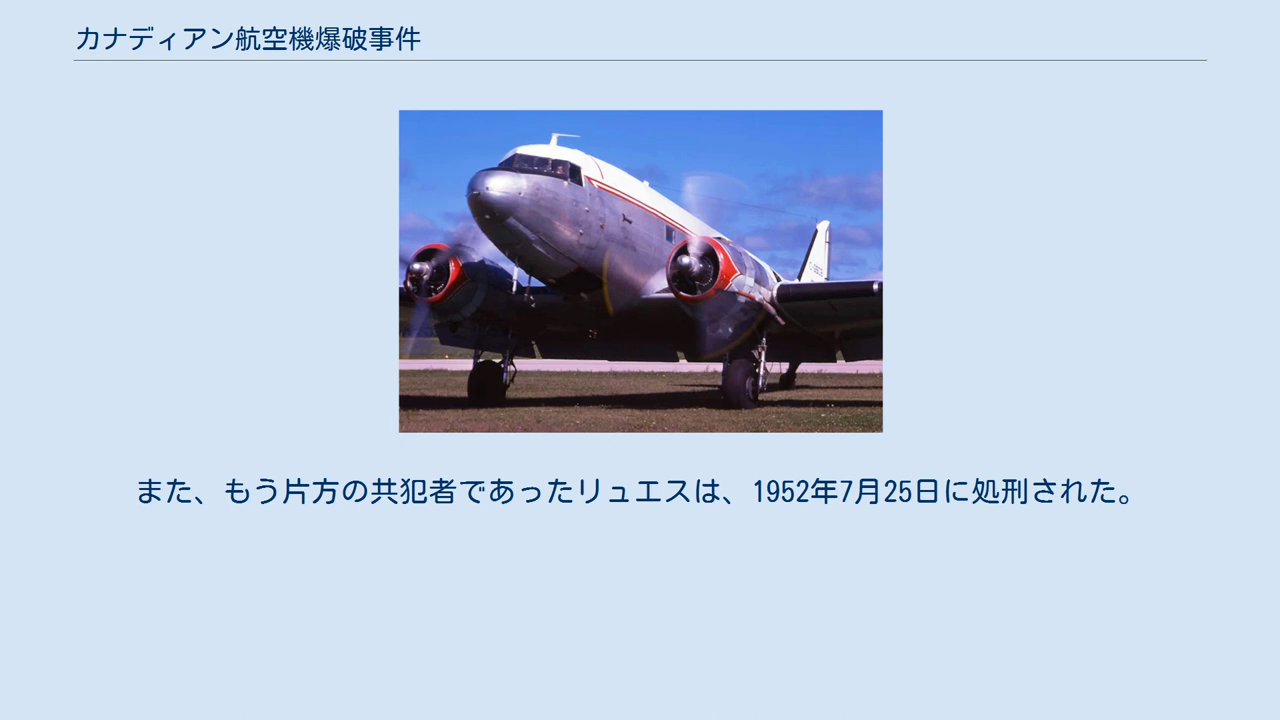 カナディアン航空機爆破事件
また、もう片方の共犯者であったリュエスは、1952年7月25日に処刑された。